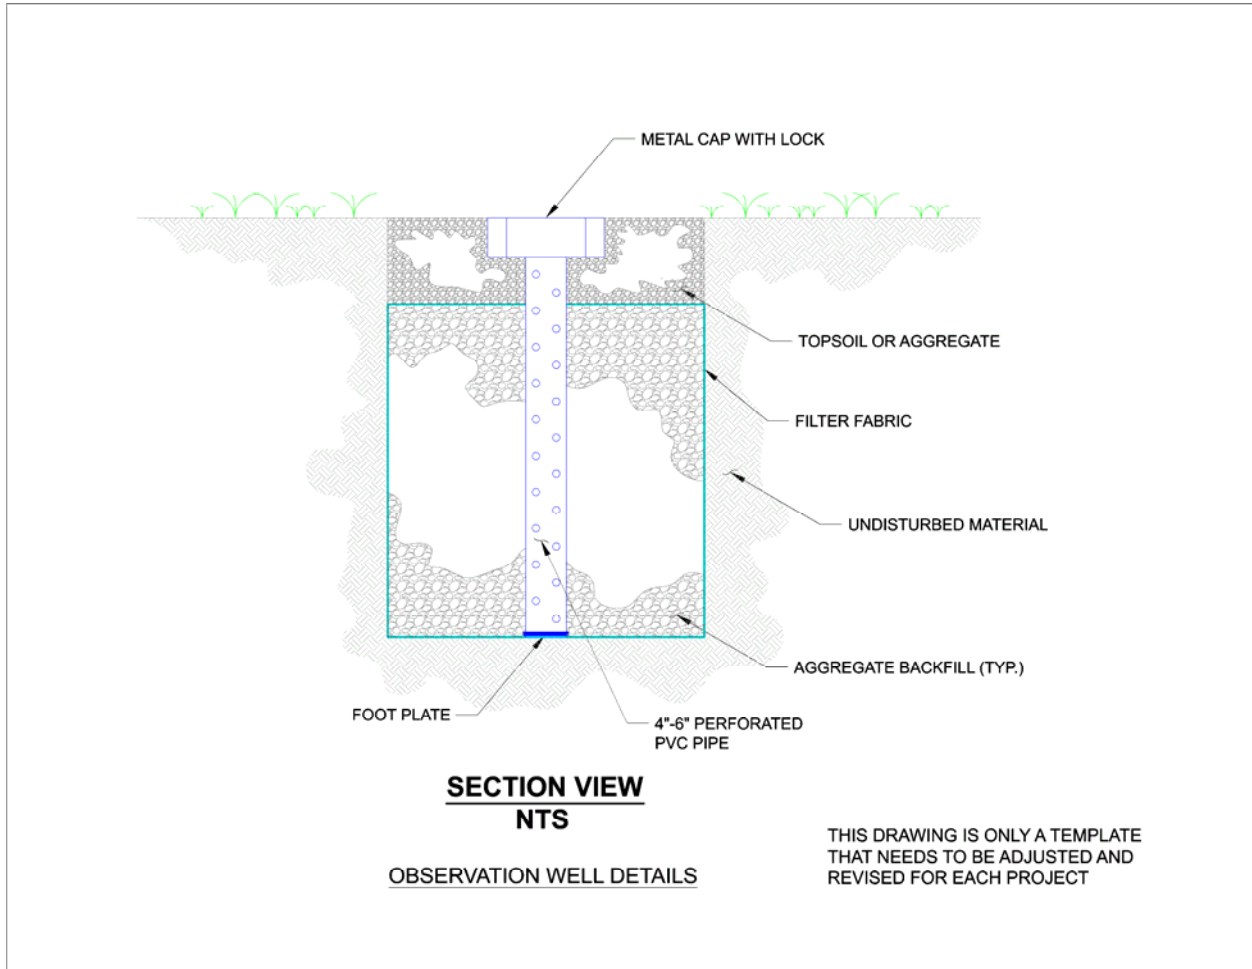 METAL CAP WITH LOCK
TOPSOIL OR AGGREGATE
FILTER FABRIC
UNDISTURBED MATERIAL
AGGREGATE BACKFILL (TYP.)
FOOT PLATE
4"-6" PERFORATED
PVC PIPE
SECTION VIEW
NTS
OBSERVATION WELL DETAILS
THIS DRAWING IS ONLY A TEMPLATE
THAT NEEDS TO BE ADJUSTED AND
REVISED FOR EACH PROJECT